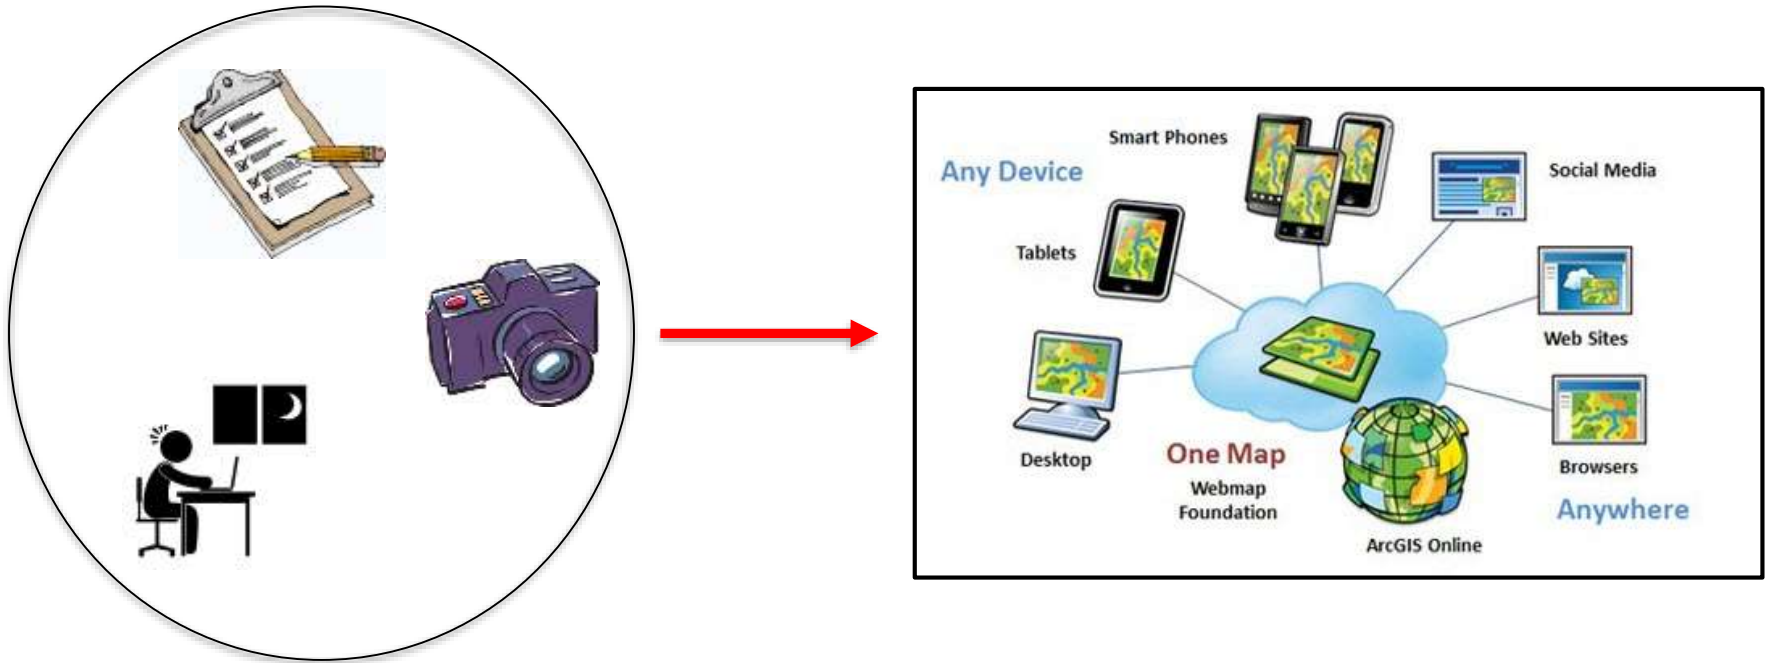 Smart Phones
Any Device
Social Media
Tablets
Web Sites
Desktop
One Map
Webmap
Foundation
Browsers
Anywhere
ArcGIS Online